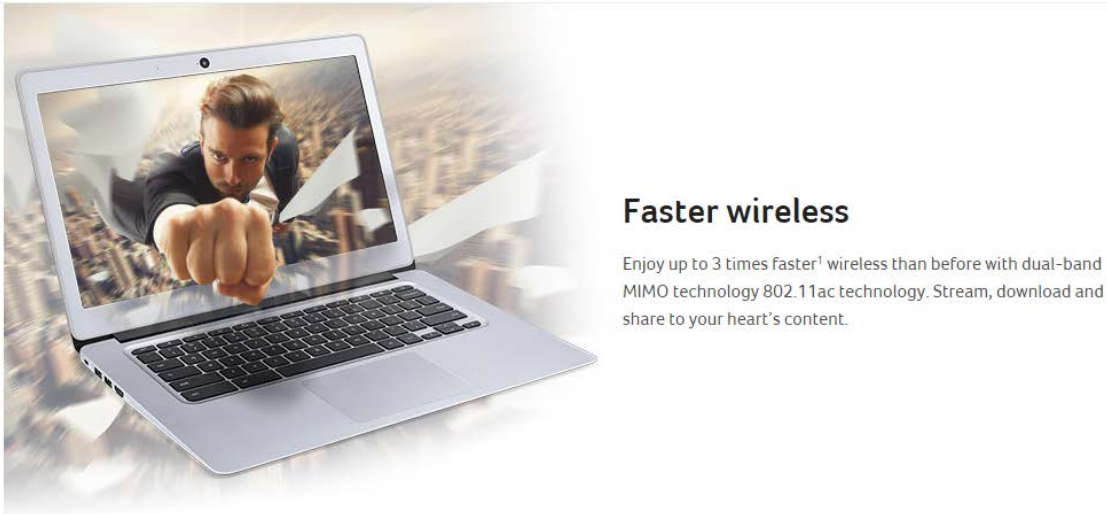 Faster wireless
Enjoy up to 3 times faster¹ wireless than before with dual-band
MIMO technology 802.11ac technology. Stream, download and
share to your heart's content.